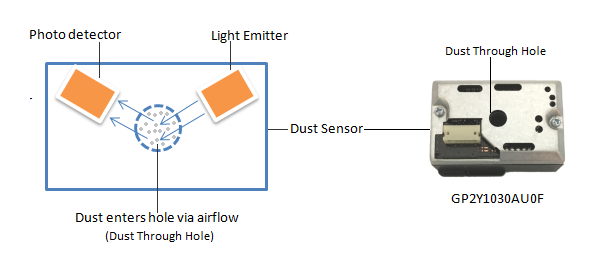 Photo detector
Light Emitter
Dust Through Hole
Dust Sensor
Dust enters hole via airflow
(Dust Through Hole)
GP2Y1030AU0F